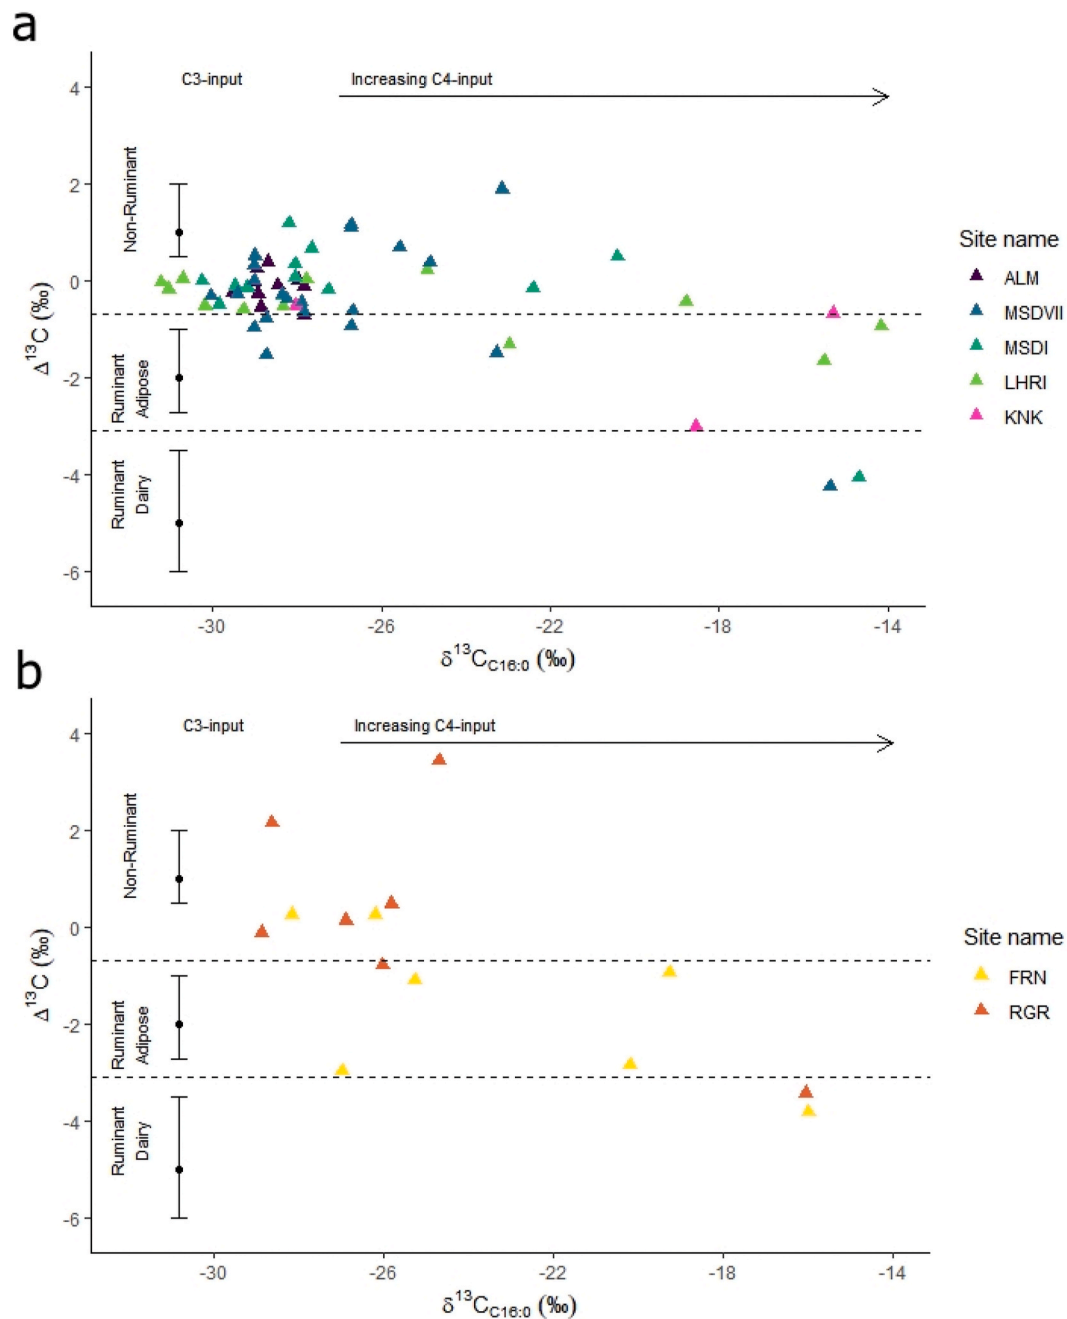 a
C3-input
Increasing C4-input
4
2
0
-2
-4
-6
Non-Ruminant
Ruminant
Adipose
Ruminant
Dairy
Δ¹³C (‰)
-30
-26
-22
-18
-14
δ¹³C_C16:0 (‰)
Site name
ALM
MSDVII
MSDI
LHRI
KNK
b
C3-input
Increasing C4-input
4
2
0
-2
-4
-6
Non-Ruminant
Ruminant
Adipose
Ruminant
Dairy
Δ¹³C (‰)
-30
-26
-22
-18
-14
δ¹³C_C16:0 (‰)
Site name
FRN
RGR